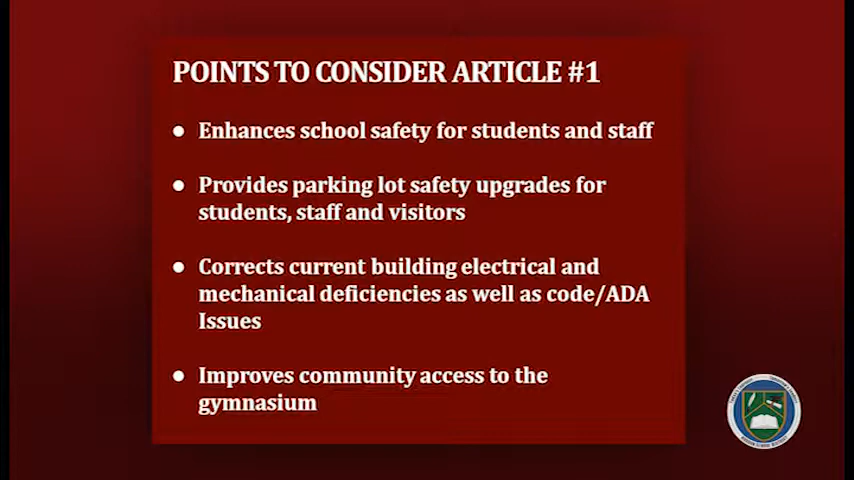 POINTS TO CONSIDER ARTICLE #1
● Enhances school safety for students and staff
● Provides parking lot safety upgrades for
students, staff and visitors
● Corrects current building electrical and
mechanical deficiencies as well as code/ADA
Issues
● Improves community access to the
gymnasium